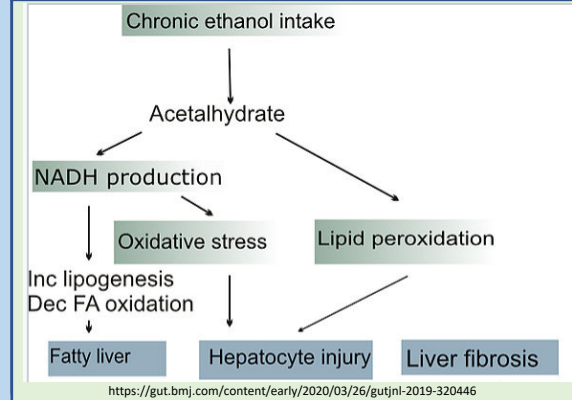 Chronic ethanol intake
Acetalhydrate
NADH production
Oxidative stress
Lipid peroxidation
Inc lipogenesis
Dec FA oxidation
Fatty liver
Hepatocyte injury
Liver fibrosis
https://gut.bmj.com/content/early/2020/03/26/gutjnl-2019-320446